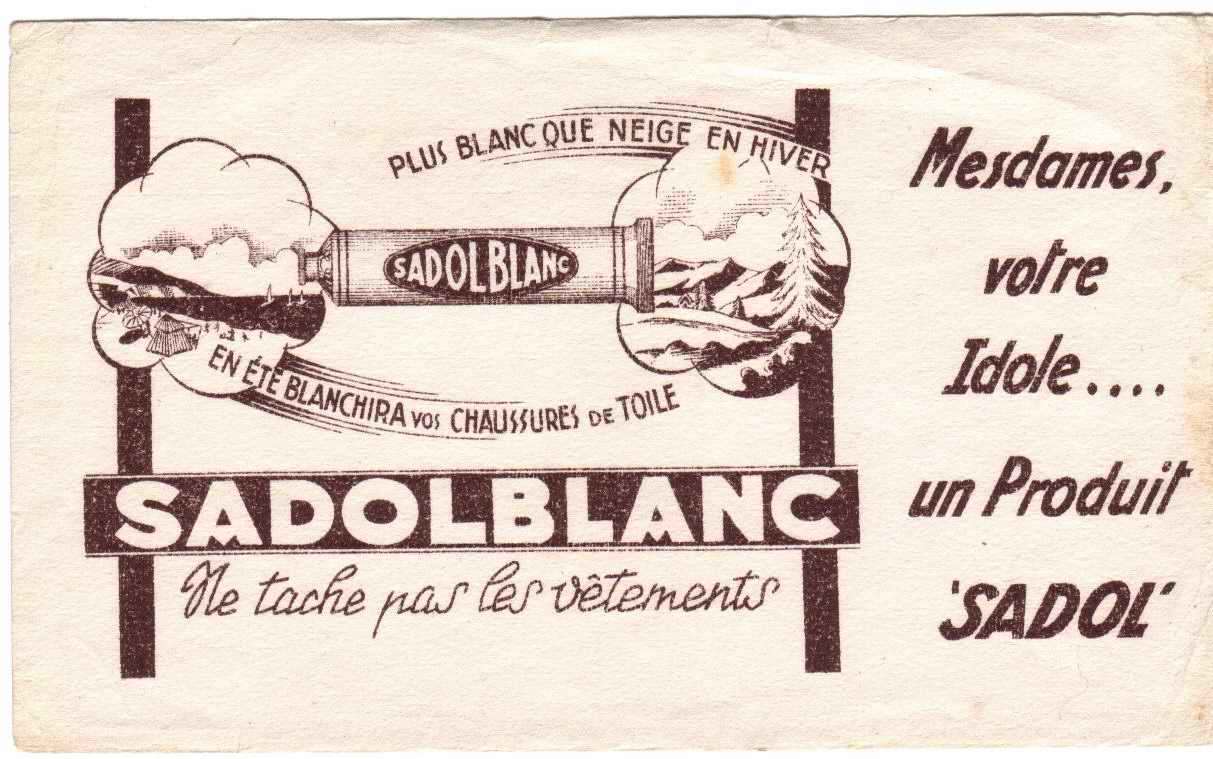 PLUS BLANC QUE NEIGE EN HIVER
SADOLBLANC
EN ÉTÉ BLANCHIRA VOS CHAUSSURES DE TOILE
SADOLBLANC
Ne tache pas les vêtements
Mesdames,
votre
Idole....
un Produit
'SADOL'